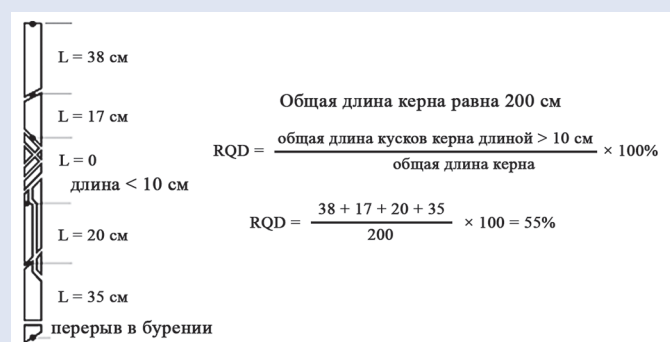 L = 38 см
L = 17 см
L = 0
длина < 10 см
L = 20 см
L = 35 см
перерыв в бурении
Общая длина керна равна 200 см
RQD = общая длина кусков керна длиной > 10 см × 100%
общая длина керна
RQD = 38 + 17 + 20 + 35 × 100 = 55%
200